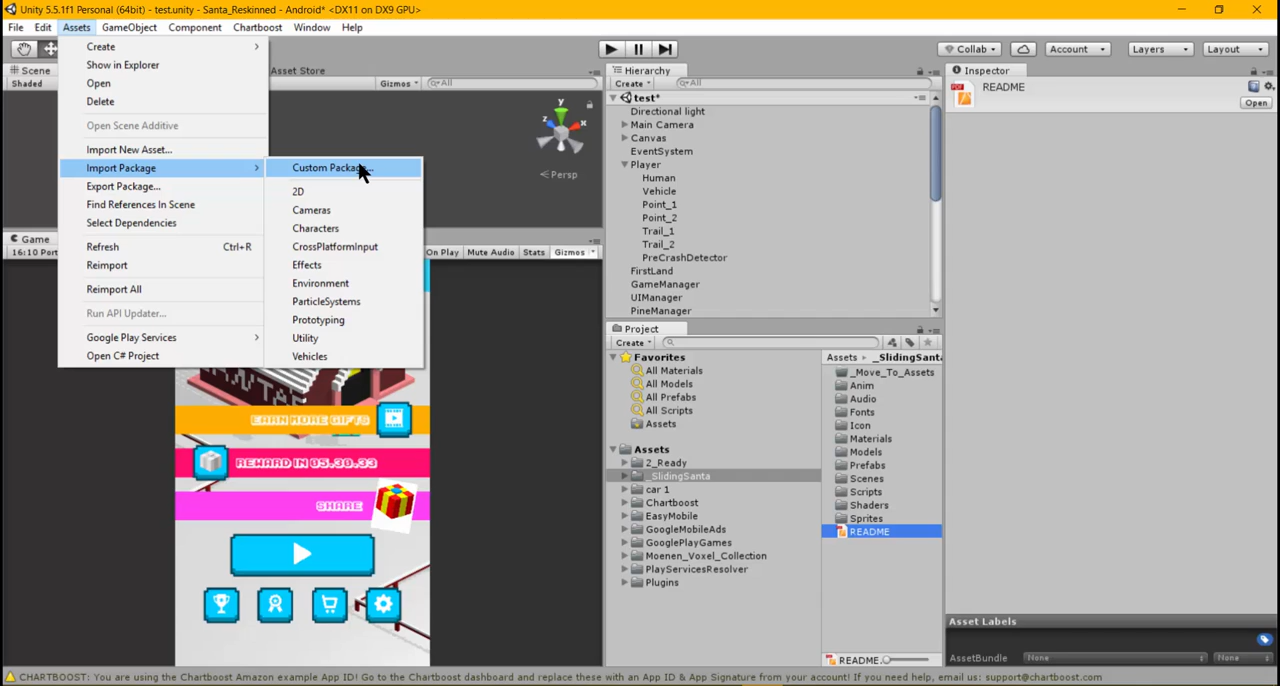 Unity 5.5.1f1 Personal (64bit) - test.unity - Santa_Reskinned - Android* <DX11 on DX9 GPU>
File Edit Assets GameObject Component Chartboost Window Help
Collab Account Layers Layout
Scene
Asset Store
Shaded
Gizmos
All
y
x
z
Persp
Create
Show in Explorer
Open
Delete
Open Scene Additive
Import New Asset...
Import Package
Export Package...
Find References In Scene
Select Dependencies
Refresh Ctrl+R
Reimport
Reimport All
Run API Updater...
Google Play Services
Open C# Project
Custom Package...
2D
Cameras
Characters
CrossPlatformInput
Effects
Environment
ParticleSystems
Prototyping
Utility
Vehicles
Game
16:10 Port
On Play Mute Audio Stats Gizmos
EARN MORE GIFTS
REWARD IN 05.30.33
SHARE
Hierarchy
Create All
test*
Directional light
Main Camera
Canvas
EventSystem
Player
Human
Vehicle
Point_1
Point_2
Trail_1
Trail_2
PreCrashDetector
FirstLand
GameManager
UIManager
PineManager
Project
Create
Favorites
All Materials
All Models
All Prefabs
All Scripts
Assets
Assets
2_Ready
_SlidingSanta
car 1
Chartboost
EasyMobile
GoogleMobileAds
GooglePlayGames
Moenen_Voxel_Collection
PlayServicesResolver
Plugins
Assets _SlidingSanta
_Move_To_Assets
Anim
Audio
Fonts
Icon
Materials
Models
Prefabs
Scenes
Scripts
Shaders
Sprites
README
README.
Inspector
PDF
README
Open
Asset Labels
AssetBundle None None
CHARTBOOST: You are using the Chartboost Amazon example App ID! Go to the Chartboost dashboard and replace these with an App ID & App Signature from your account! If you need help, email us: support@chartboost.com